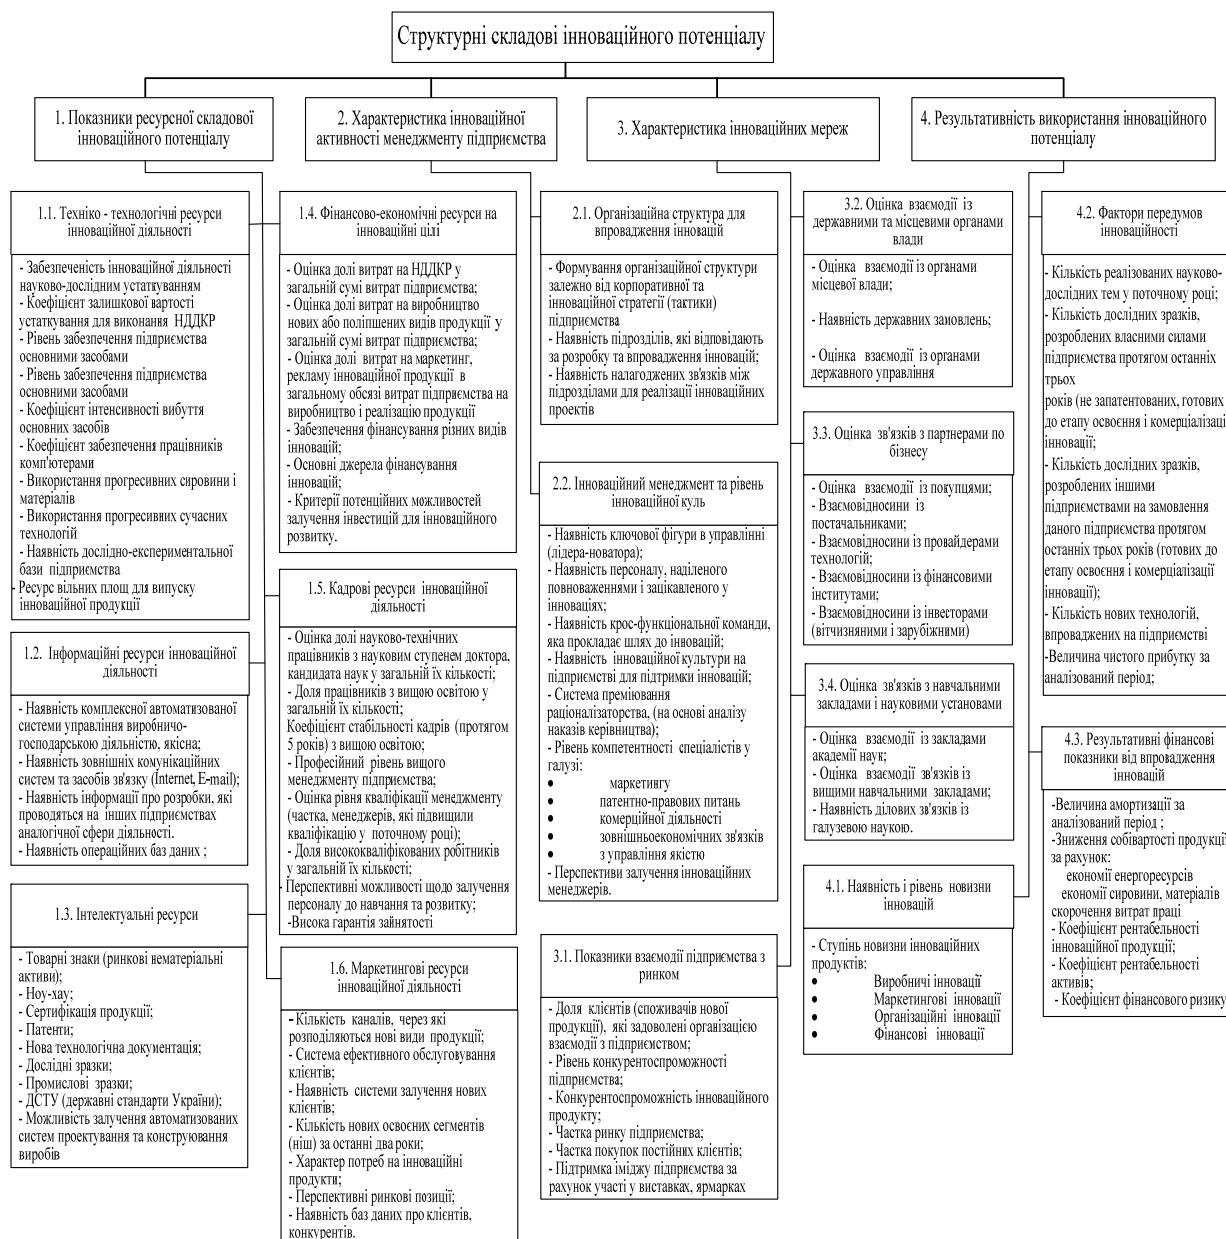 Структурні складові інноваційного потенціалу
1. Показники ресурсної складової
інноваційного потенціалу
2. Характеристика інноваційної
активності менеджменту підприємства
3. Характеристика інноваційних мереж
4. Результативність використання інноваційного
потенціалу
1.1. Техніко - технологічні ресурси
інноваційної діяльності
- Забезпеченість інноваційної діяльності
науково-дослідним устаткуванням
- Коефіцієнт залишкової вартості
устаткування для виконання НДДКР
- Рівень забезпечення підприємства
основними засобами
- Рівень забезпечення підприємства
основними засобами
- Коефіцієнт інтенсивності вибуття
основних засобів
- Коефіцієнт забезпечення працівників
комп'ютерами
- Використання прогресивних сировини і
матеріалів
- Використання прогресивних сучасних
технологій
- Наявність дослідно-експериментальної
бази підприємства
- Ресурс вільних площ для випуску
інноваційної продукції
1.2. Інформаційні ресурси інноваційної
діяльності
- Наявність комплексної автоматизованої
системи управління виробничо-
господарською діяльністю, якісна;
- Наявність зовнішніх комунікаційних
систем та засобів зв'язку (Internet, E-mail);
- Наявність інформації про розробки, які
проводяться на інших підприємствах
аналогічної сфери діяльності.
- Наявність операційних баз даних ;
1.3. Інтелектуальні ресурси
- Товарні знаки (ринкові нематеріальні
активи);
- Ноу-хау;
- Сертифікація продукції;
- Патенти;
- Нова технологічна документація;
- Дослідні зразки;
- Промислові зразки;
- ДСТУ (державні стандарти України);
- Можливість залучення автоматизованих
систем проектування та конструювання
виробів
1.4. Фінансово-економічні ресурси на
інноваційні цілі
- Оцінка долі витрат на НДДКР у
загальній сумі витрат підприємства;
- Оцінка долі витрат на виробництво
нових або поліпшених видів продукції у
загальній сумі витрат підприємства;
- Оцінка долі витрат на маркетинг,
рекламу інноваційної продукції в
загальному обсязі витрат підприємства на
виробництво і реалізацію продукції
- Забезпечення фінансування різних видів
інновацій;
- Основні джерела фінансування
інновацій;
- Критерії потенційних можливостей
залучення інвестицій для інноваційного
розвитку.
1.5. Кадрові ресурси інноваційної
діяльності
- Оцінка долі науково-технічних
працівників з науковим ступенем доктора,
кандидата наук у загальній їх кількості;
- Доля працівників з вищою освітою у
загальній їх кількості;
Коефіцієнт стабільності кадрів (протягом
5 років) з вищою освітою;
- Професійний рівень вищого
менеджменту підприємства;
- Оцінка рівня кваліфікації менеджменту
(частка, менеджерів, які підвищили
кваліфікацію у поточному році);
- Доля висококваліфікованих робітників
у загальній їх кількості;
- Перспективні можливості щодо залучення
персоналу до навчання та розвитку;
-Висока гарантія зайнятості
1.6. Маркетингові ресурси
інноваційної діяльності
- Кількість каналів, через які
розподіляються нові види продукції;
- Система ефективного обслуговування
клієнтів;
- Наявність системи залучення нових
клієнтів;
- Кількість нових освоєних сегментів
(ніш) за останні два роки;
- Характер потреб на інноваційні
продукти;
- Перспективні ринкові позиції;
- Наявність баз даних про клієнтів,
конкурентів.
2.1. Організаційна структура для
впровадження інновацій
- Формування організаційної структури
залежно від корпоративної та
інноваційної стратегії (тактики)
підприємства
- Наявність підрозділів, які відповідають
за розробку та впровадження інновацій;
- Наявність налагоджених зв'язків між
підрозділами для реалізації інноваційних
проектів
2.2. Інноваційний менеджмент та рівень
інноваційної куль
- Наявність ключової фігури в управлінні
(лідера-новатора);
- Наявність персоналу, наділеного
повноваженнями и зацікавленого у
інноваціях;
- Наявність крос-функціональної команди,
яка прокладає шлях до інновацій;
- Наявність інноваційної культури на
підприємстві для підтримки інновацій;
- Система преміювання
раціоналізаторства, (на основі аналізу
наказів керівництва);
- Рівень компетентності спеціалістів у
галузі:
• маркетингу
• патентно-правових питань
• комерційної діяльності
• зовнішньоекономічних зв'язків
• з управління якістю
- Перспективи залучення інноваційних
менеджерів.
3.1. Показники взаємодії підприємства з
ринком
- Доля клієнтів (споживачів нової
продукції), які задоволені організацією
взаємодії з підприємством;
- Рівень конкурентоспроможності
підприємства;
- Конкурентоспроможність інноваційного
продукту;
- Частка ринку підприємства;
- Частка покупок постійних клієнтів;
- Підтримка іміджу підприємства за
рахунок участі у виставках, ярмарках
3.2. Оцінка взаємодії із
державними та місцевими органами
влади
- Оцінка взаємодії із органами
місцевої влади;
- Наявність державних замовлень;
- Оцінка взаємодії із органами
державного управління
3.3. Оцінка зв'язків з партнерами по
бізнесу
- Оцінка взаємодії із покупцями;
- Взаємовідносини із
постачальниками;
- Взаємовідносини із провайдерами
технологій;
- Взаємовідносини із фінансовими
інститутами;
- Взаємовідносини із інвесторами
(вітчизняними і зарубіжними)
3.4. Оцінка зв'язків з навчальними
закладами і науковими установами
- Оцінка взаємодії із закладами
академії наук;
- Оцінка взаємодії зв'язків із
вищими навчальними закладами;
- Наявність ділових зв'язків із
галузевою наукою.
4.1. Наявність і рівень новизни
інновацій
- Ступінь новизни інноваційних
продуктів:
• Виробничі інновації
• Маркетингові інновації
• Організаційні інновації
• Фінансові інновації
4.2. Фактори передумов
інноваційності
- Кількість реалізованих науково-
дослідних тем у поточному році;
- Кількість дослідних зразків,
розроблених власними силами
підприємства протягом останніх
трьох
років (не запатентованих, готових
до етапу освоєння і комерціалізаці
інновації;
- Кількість дослідних зразків,
розроблених іншими
підприємствами на замовлення
даного підприємства протягом
останніх трьох років (готових до
етапу освоєння і комерціалізації
інновації);
- Кількість нових технологій,
впроваджених на підприємстві
-Величина чистого прибутку за
аналізований період;
4.3. Результативні фінансові
показники від впровадження
інновацій
-Величина амортизації за
аналізований період ;
-Зниження собівартості продукції
за рахунок:
економії енергоресурсів
економії сировини, матеріалів
скорочення витрат праці
- Коефіцієнт рентабельності
інноваційної продукції;
- Коефіцієнт рентабельності
активів;
- Коефіцієнт фінансового ризику